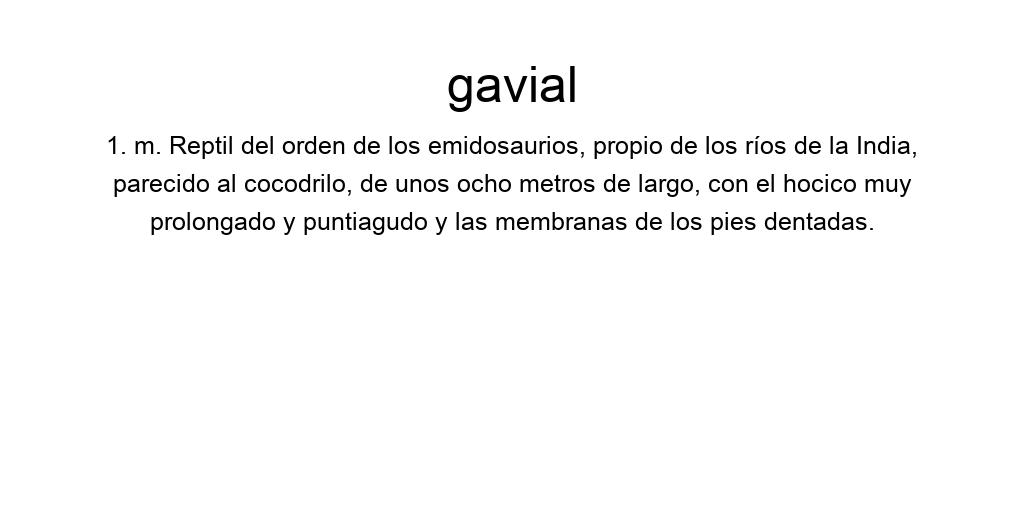 gavial
1. m. Reptil del orden de los emidosaurios, propio de los ríos de la India,
parecido al cocodrilo, de unos ocho metros de largo, con el hocico muy
prolongado y puntiagudo y las membranas de los pies dentadas.